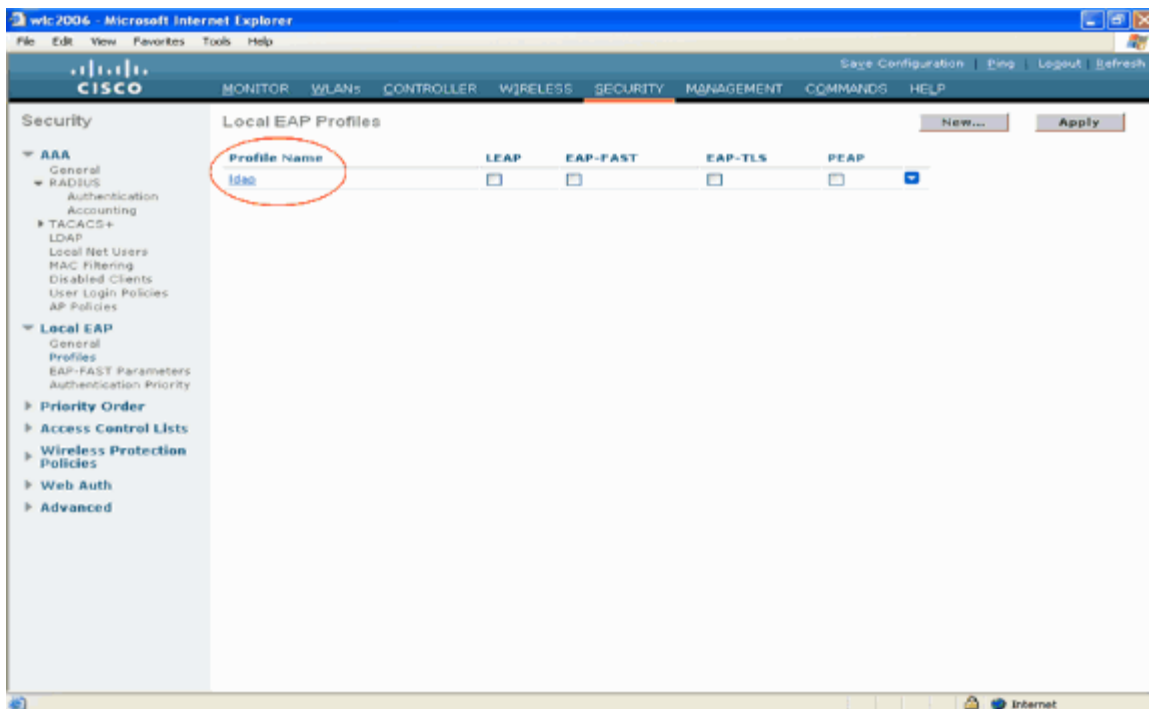 wlc2006 - Microsoft Internet Explorer
File Edit View Favorites Tools Help
Save Configuration | Ping | Logout | Refresh
CISCO
MONITOR WLANs CONTROLLER WIRELESS SECURITY MANAGEMENT COMMANDS HELP
Security
Local EAP Profiles
New... Apply
AAA
General
RADIUS
Authentication
Accounting
TACACS+
LDAP
Local Net Users
MAC Filtering
Disabled Clients
User Login Policies
AP Policies
Local EAP
General
Profiles
EAP-FAST Parameters
Authentication Priority
Priority Order
Access Control Lists
Wireless Protection
Policies
Web Auth
Advanced
Profile Name LEAP EAP-FAST EAP-TLS PEAP
ldap
Internet